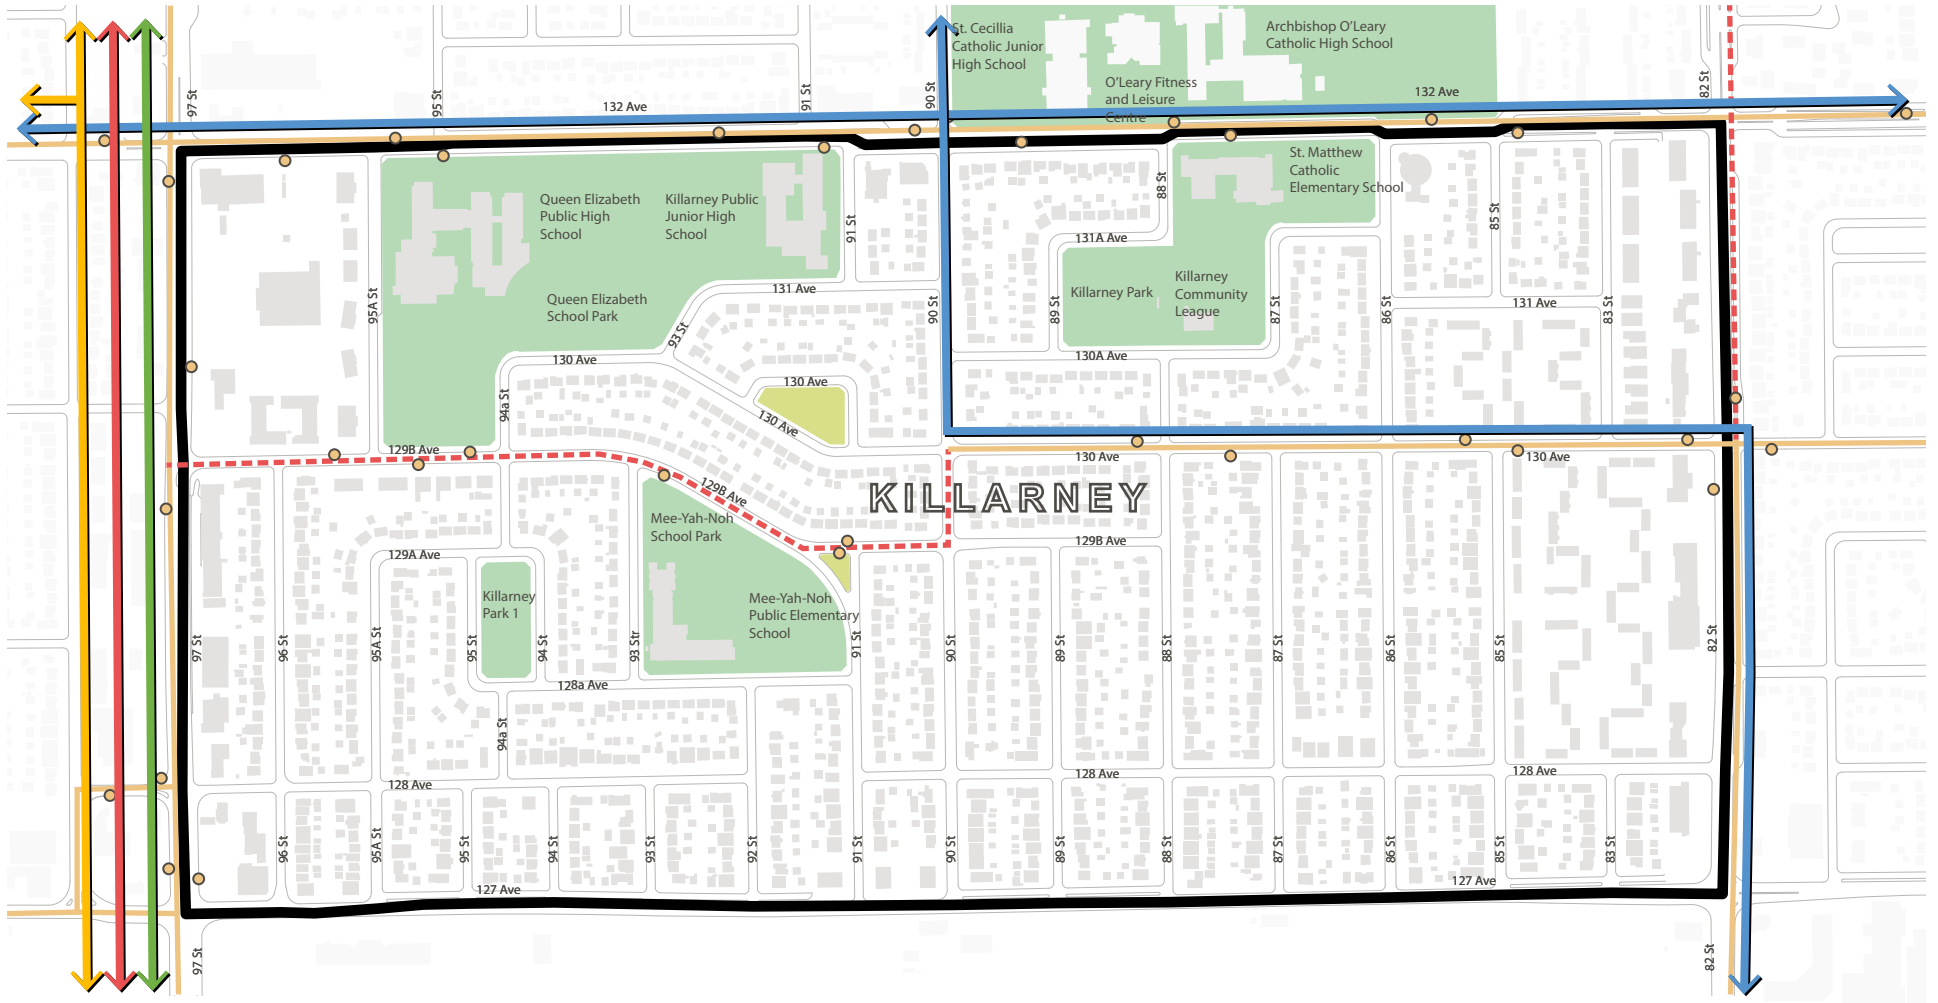 St. Cecillia
Catholic Junior
High School
Archbishop O'Leary
Catholic High School
O'Leary Fitness
and Leisure
Centre
97 St
95 St
91 St
90 St
82 St
132 Ave
132 Ave
St. Matthew
Catholic
Elementary School
Queen Elizabeth
Public High
School
Killarney Public
Junior High
School
91 St
88 St
85 St
131A Ave
Queen Elizabeth
School Park
95A St
131 Ave
93 St
90 St
89 St
Killarney Park
Killarney
Community
League
87 St
86 St
131 Ave
83 St
130 Ave
130A Ave
94a St
130 Ave
130 Ave
129B Ave
130 Ave
130 Ave
129B Ave
KILLARNEY
Mee-Yah-Noh
School Park
129A Ave
129B Ave
Killarney
Park 1
Mee-Yah-Noh
Public Elementary
School
97 St
96 St
95A St
95 St
94 St
93 Str
91 St
90 St
89 St
88 St
87 St
86 St
85 St
82 St
128a Ave
94a St
128 Ave
128 Ave
128 Ave
96 St
95A St
95 St
94 St
93 St
92 St
91 St
90 St
89 St
88 St
87 St
86 St
85 St
83 St
127 Ave
127 Ave
97 St
82 St